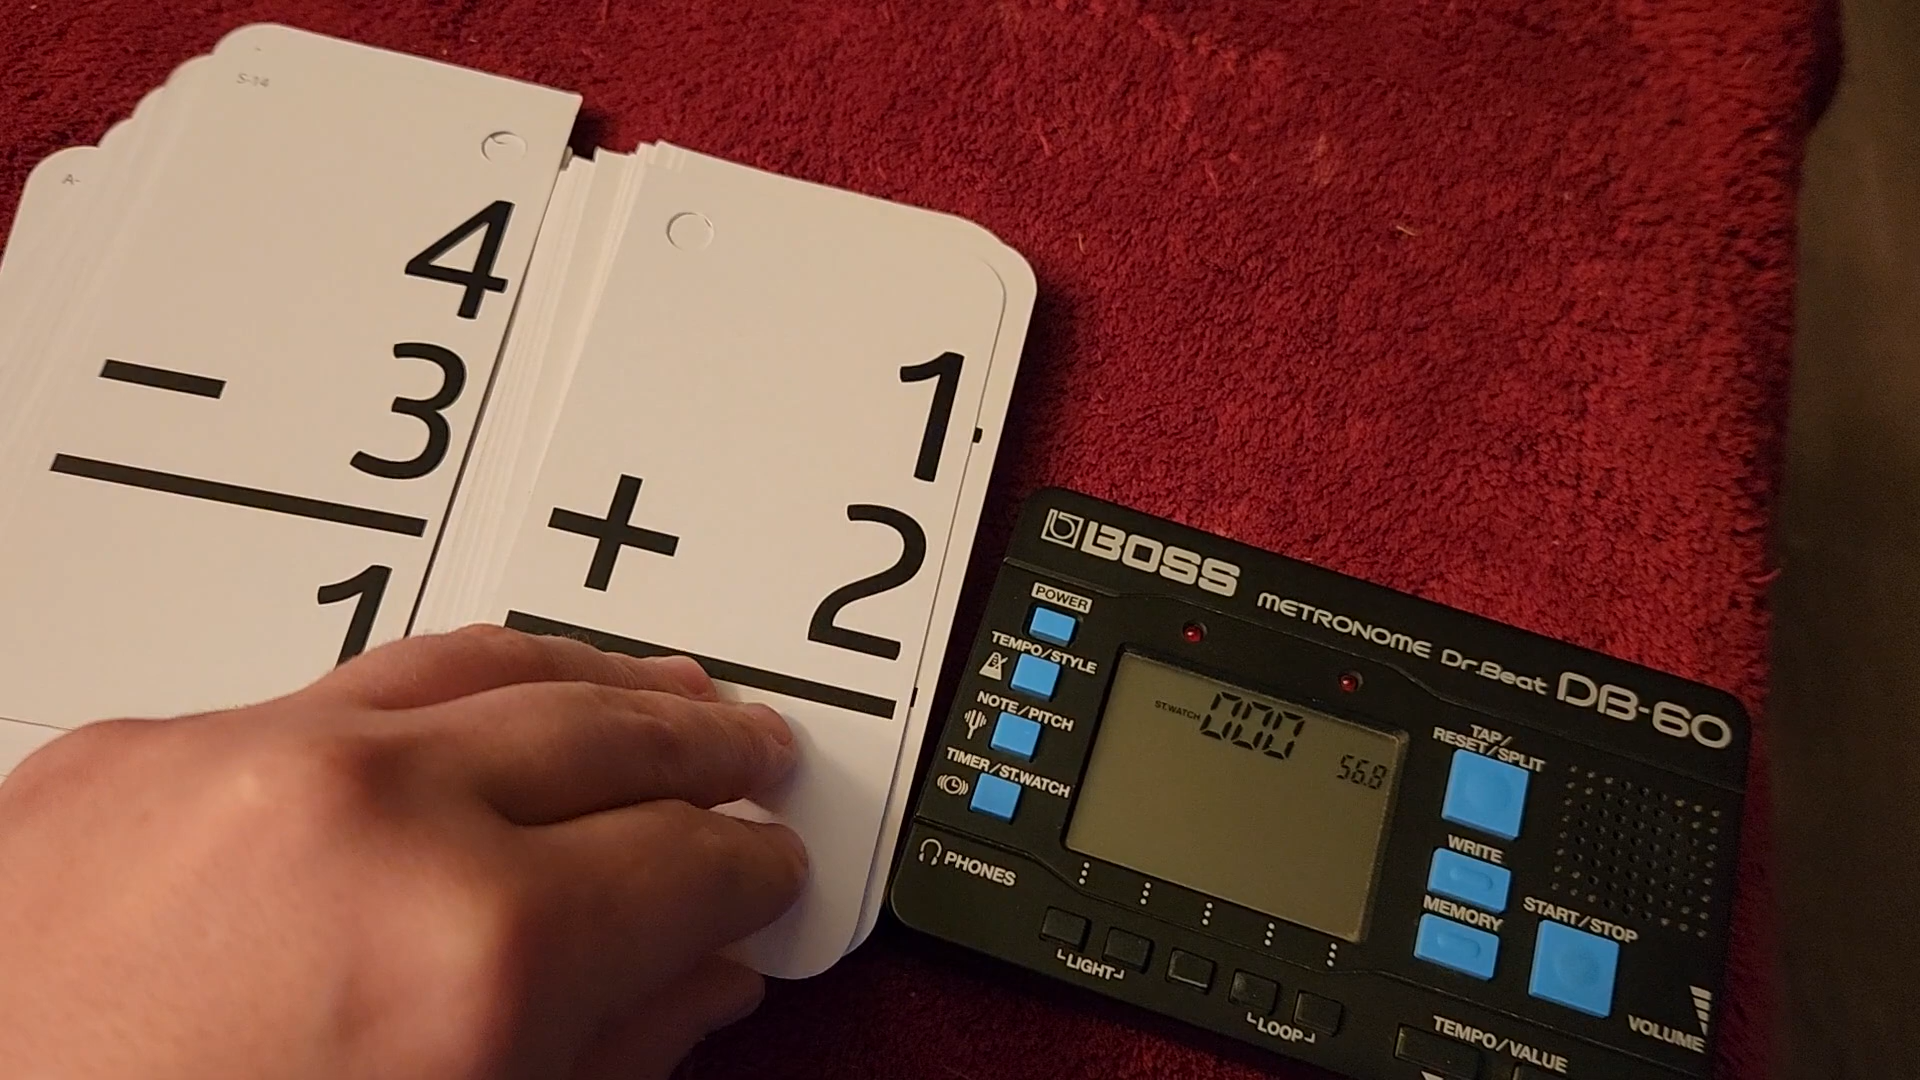 S-14
4
- 3
1
A-
1
+ 2
BOSS METRONOME Dr.Beat DB-60
POWER
TEMPO/STYLE
NOTE/PITCH
TIMER/ST.WATCH
PHONES
ST.WATCH 000
56.8
TAP/
RESET/SPLIT
WRITE
MEMORY
START/STOP
LIGHT
LOOP
VOLUME
TEMPO/VALUE